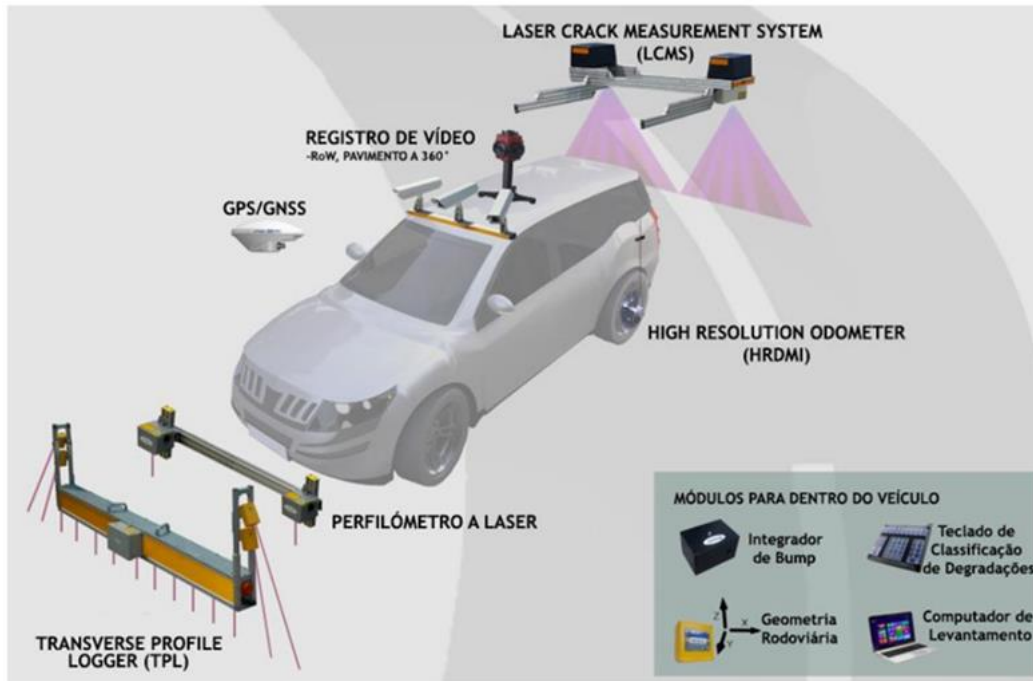 LASER CRACK MEASUREMENT SYSTEM
(LCMS)
REGISTRO DE VÍDEO
-RoW, PAVIMENTO A 360°
GPS/GNSS
HIGH RESOLUTION ODOMETER
(HRDMI)
PERFILÓMETRO A LASER
TRANSVERSE PROFILE
LOGGER (TPL)
MÓDULOS PARA DENTRO DO VEÍCULO
Integrador
de Bump
Teclado de
Classificação
de Degradações
Z
X
Y
Geometria
Rodoviária
Computador de
Levantamento